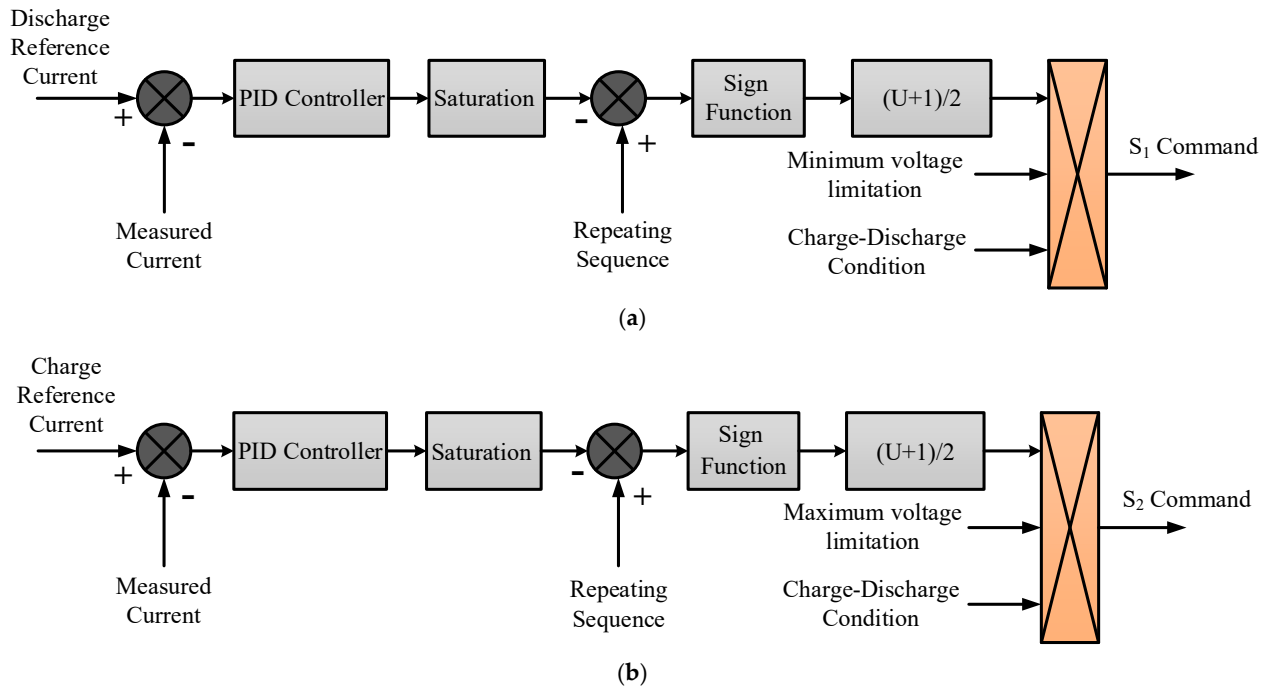 Discharge
Reference
Current
+
-
Measured
Current
PID Controller
Saturation
-
+
Repeating
Sequence
Sign
Function
(U+1)/2
Minimum voltage
limitation
Charge-Discharge
Condition
S₁ Command
(a)
Charge
Reference
Current
+
-
Measured
Current
PID Controller
Saturation
-
+
Repeating
Sequence
Sign
Function
(U+1)/2
Maximum voltage
limitation
Charge-Discharge
Condition
S₂ Command
(b)